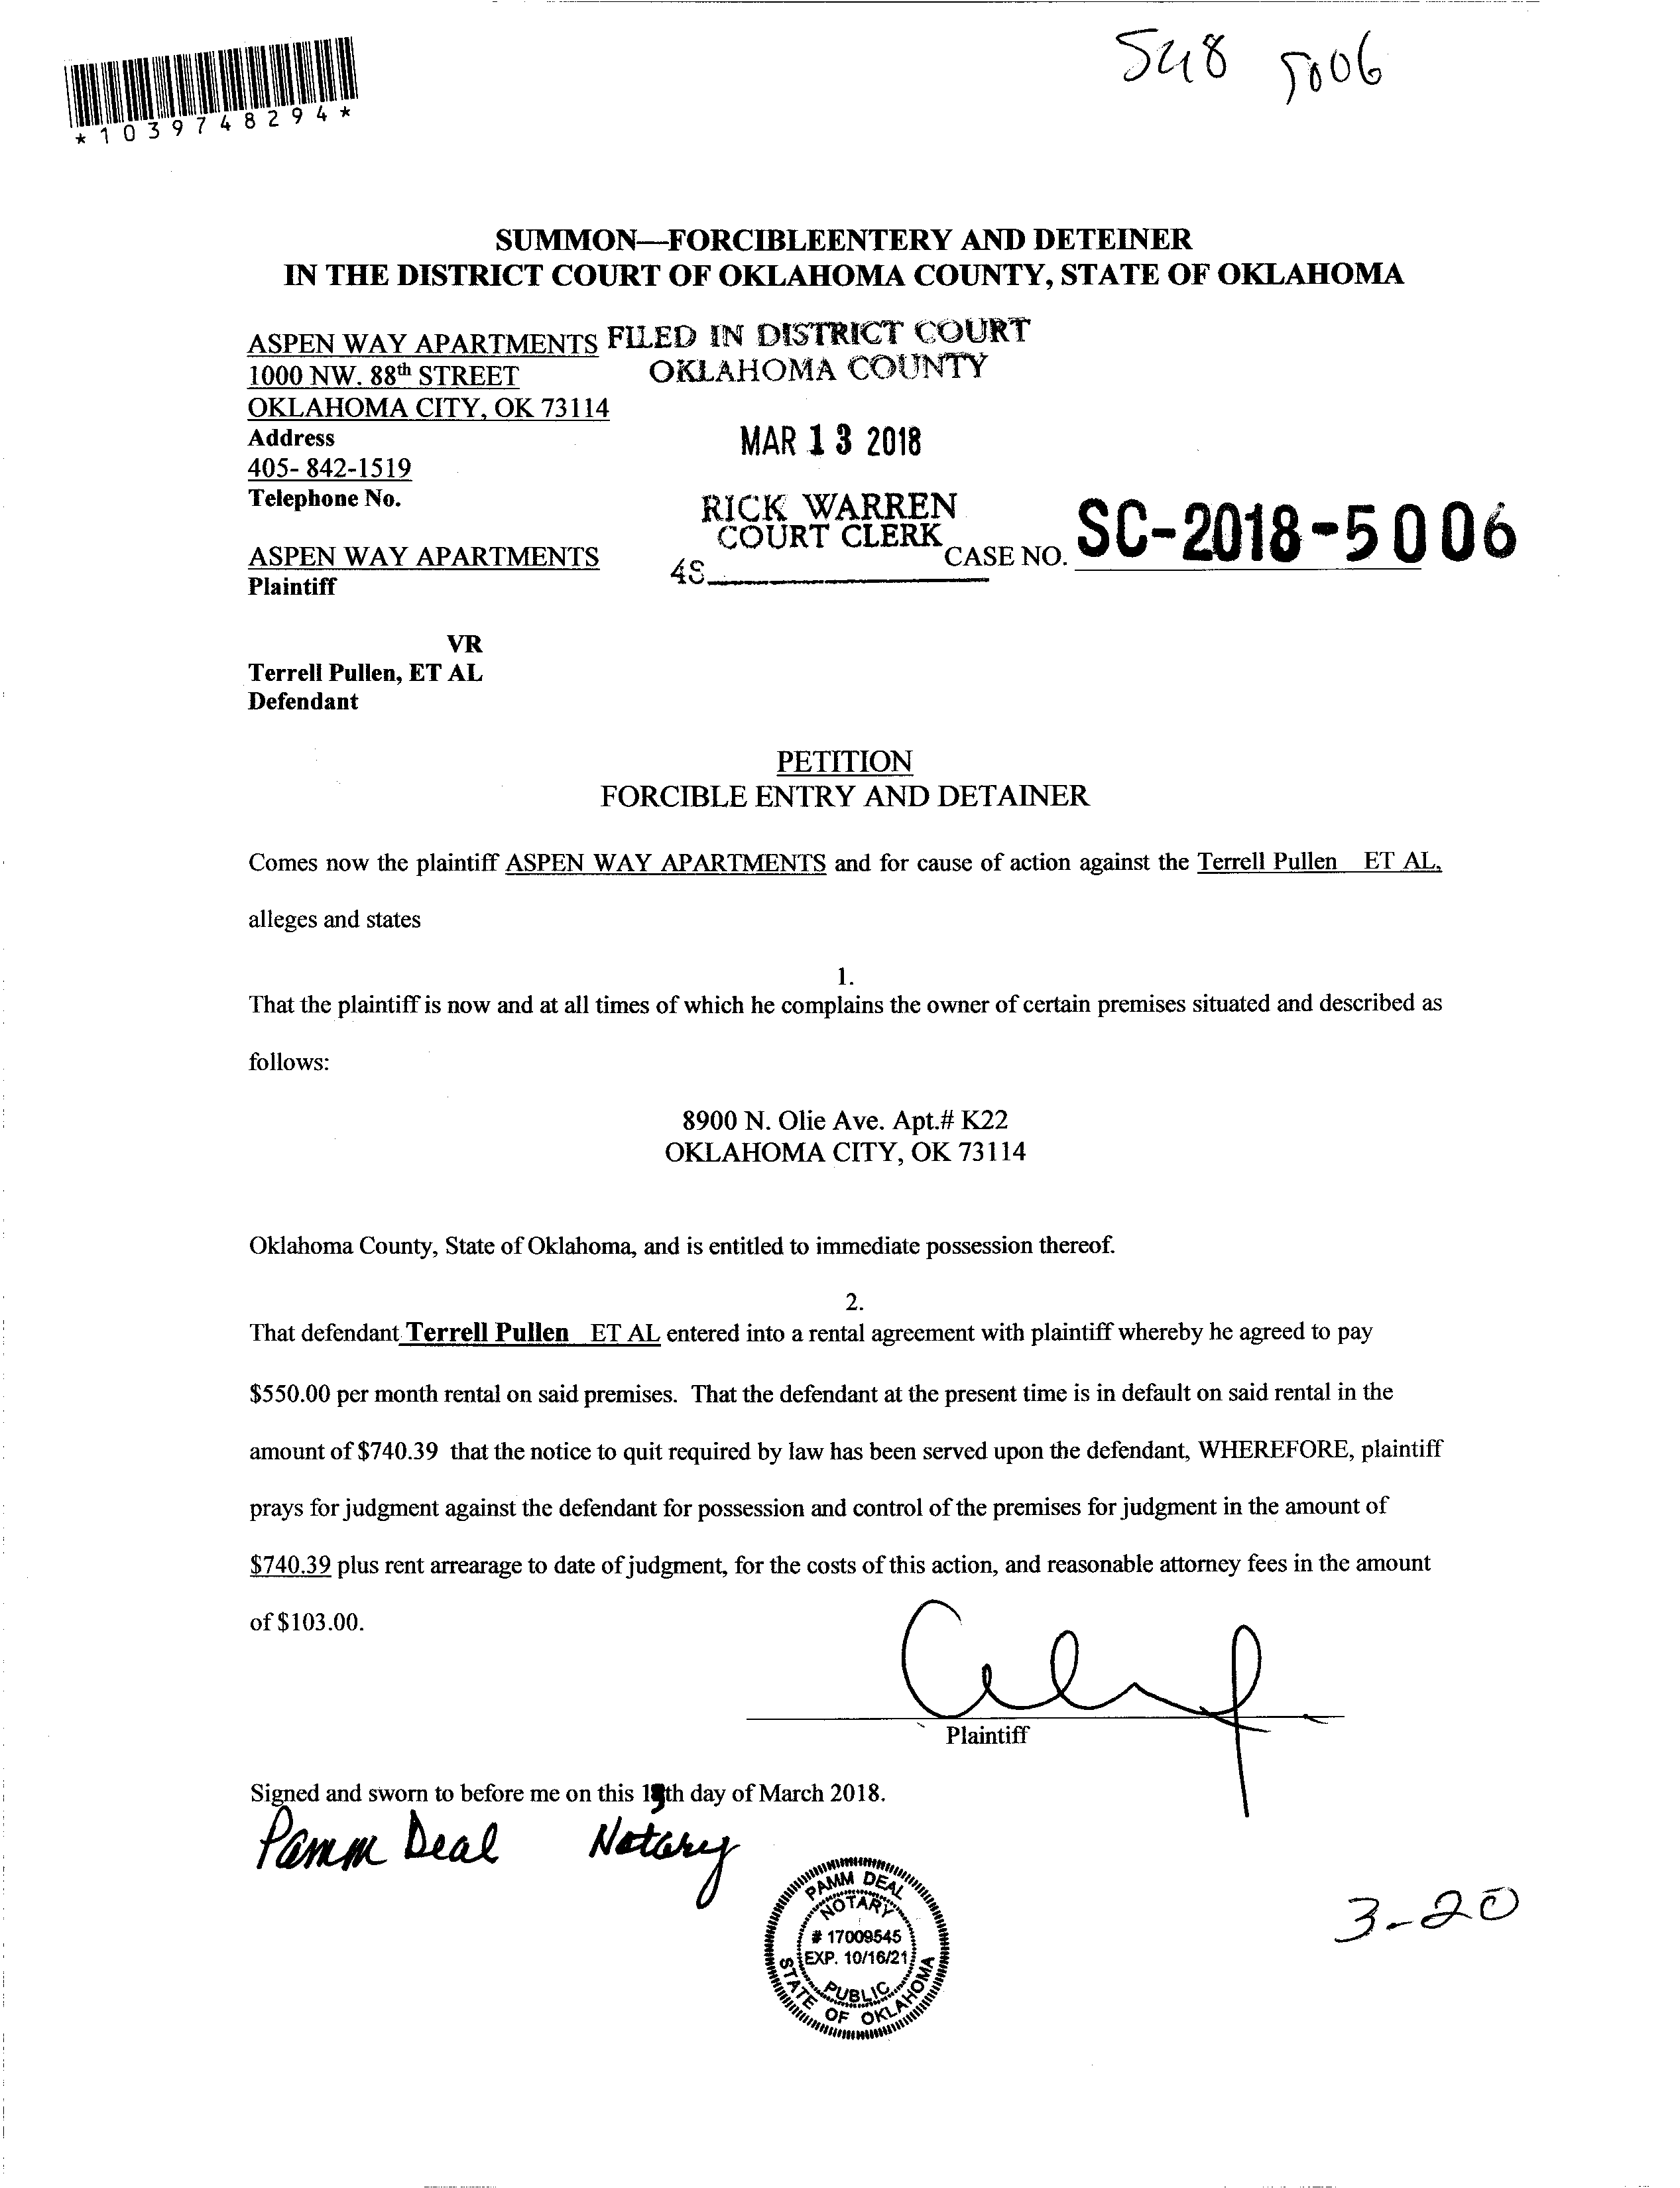 *1039748294*
5006
SUMMON—FORCIBLEENTERY AND DETEINER
IN THE DISTRICT COURT OF OKLAHOMA COUNTY, STATE OF OKLAHOMA
ASPEN WAY APARTMENTS FILED IN DISTRICT COURT
1000 NW. 88th STREET OKLAHOMA COUNTY
OKLAHOMA CITY, OK 73114
Address
MAR 13 2018
405- 842-1519
Telephone No.
RICK WARREN
COURT CLERK
ASPEN WAY APARTMENTS
CASE NO. SC-2018-5006
48
Plaintiff
VR
Terrell Pullen, ET AL
Defendant
PETITION
FORCIBLE ENTRY AND DETAINER
Comes now the plaintiff ASPEN WAY APARTMENTS and for cause of action against the Terrell Pullen ET AL,
alleges and states
1.
That the plaintiff is now and at all times of which he complains the owner of certain premises situated and described as
follows:
8900 N. Olie Ave. Apt.# K22
OKLAHOMA CITY, OK 73114
Oklahoma County, State of Oklahoma, and is entitled to immediate possession thereof.
2.
That defendant Terrell Pullen ET AL entered into a rental agreement with plaintiff whereby he agreed to pay
$550.00 per month rental on said premises. That the defendant at the present time is in default on said rental in the
amount of $740.39 that the notice to quit required by law has been served upon the defendant, WHEREFORE, plaintiff
prays for judgment against the defendant for possession and control of the premises for judgment in the amount of
$740.39 plus rent arrearage to date of judgment, for the costs of this action, and reasonable attorney fees in the amount
of $103.00.
Plaintiff
Signed and sworn to before me on this 13th day of March 2018.
Pamm Deal Notary
PAMM DEAL
NOTARY
# 17009545
EXP. 10/16/21
PUBLIC
STATE OF OKLAHOMA
3-20